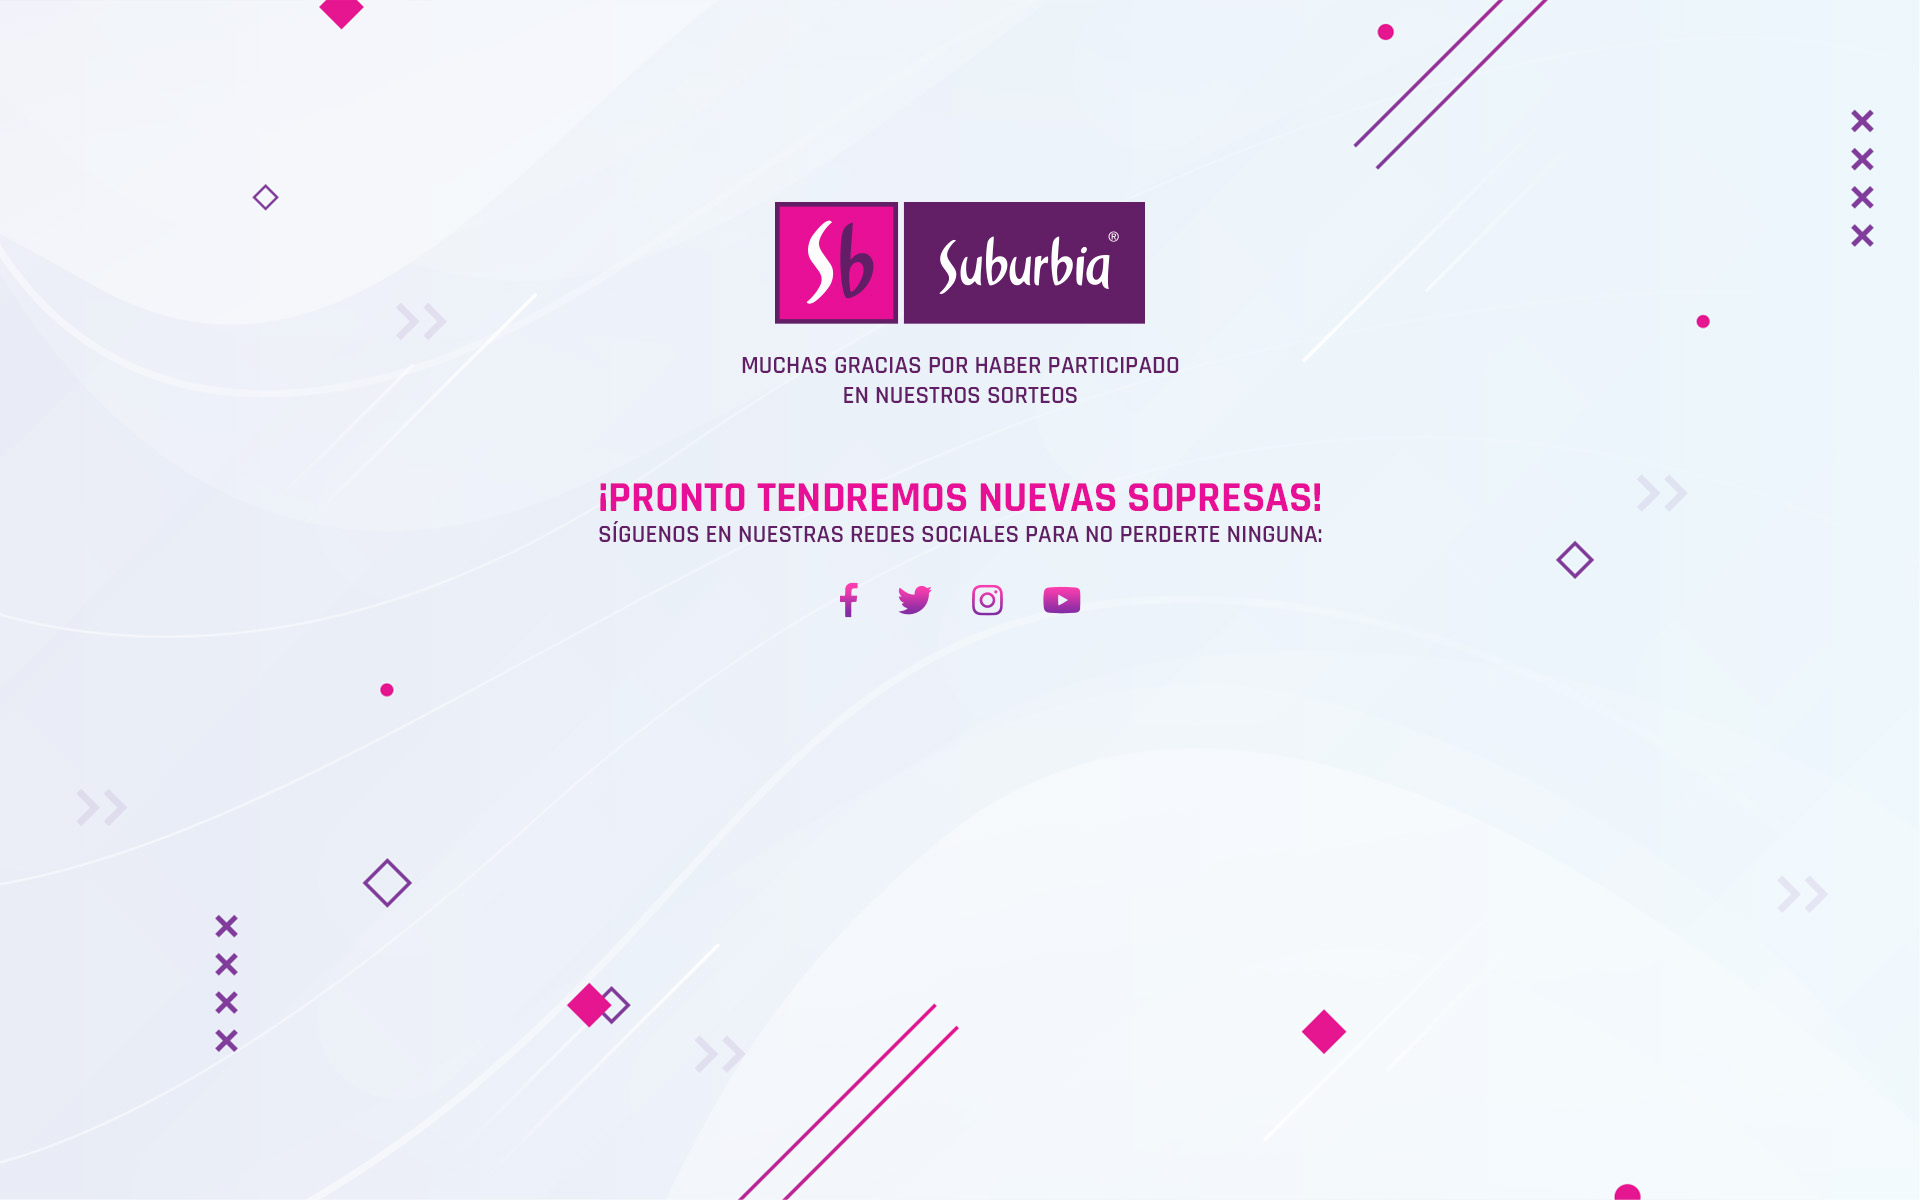 Sb Suburbia®
MUCHAS GRACIAS POR HABER PARTICIPADO
EN NUESTROS SORTEOS
¡PRONTO TENDREMOS NUEVAS SOPRESAS!
SÍGUENOS EN NUESTRAS REDES SOCIALES PARA NO PERDERTE NINGUNA: